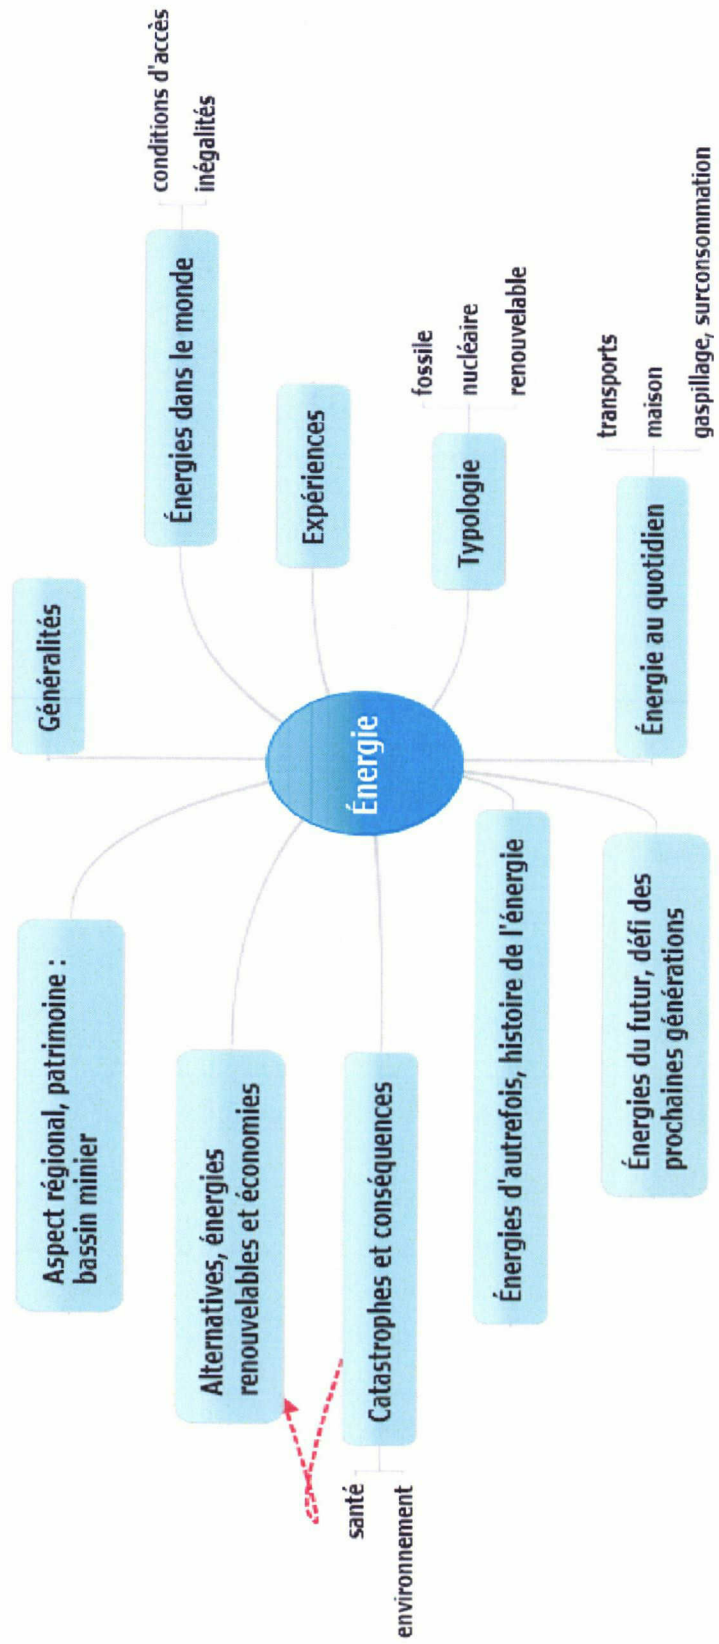 Généralités
Énergies dans le monde
conditions d'accès
inégalités
Expériences
Typologie
fossile
nucléaire
renouvelable
Énergie au quotidien
transports
maison
gaspillage, surconsommation
Énergie
Aspect régional, patrimoine :
bassin minier
Alternatives, énergies
renouvelables et économies
Catastrophes et conséquences
santé
environnement
Énergies d'autrefois, histoire de l'énergie
Énergies du futur, défi des
prochaines générations